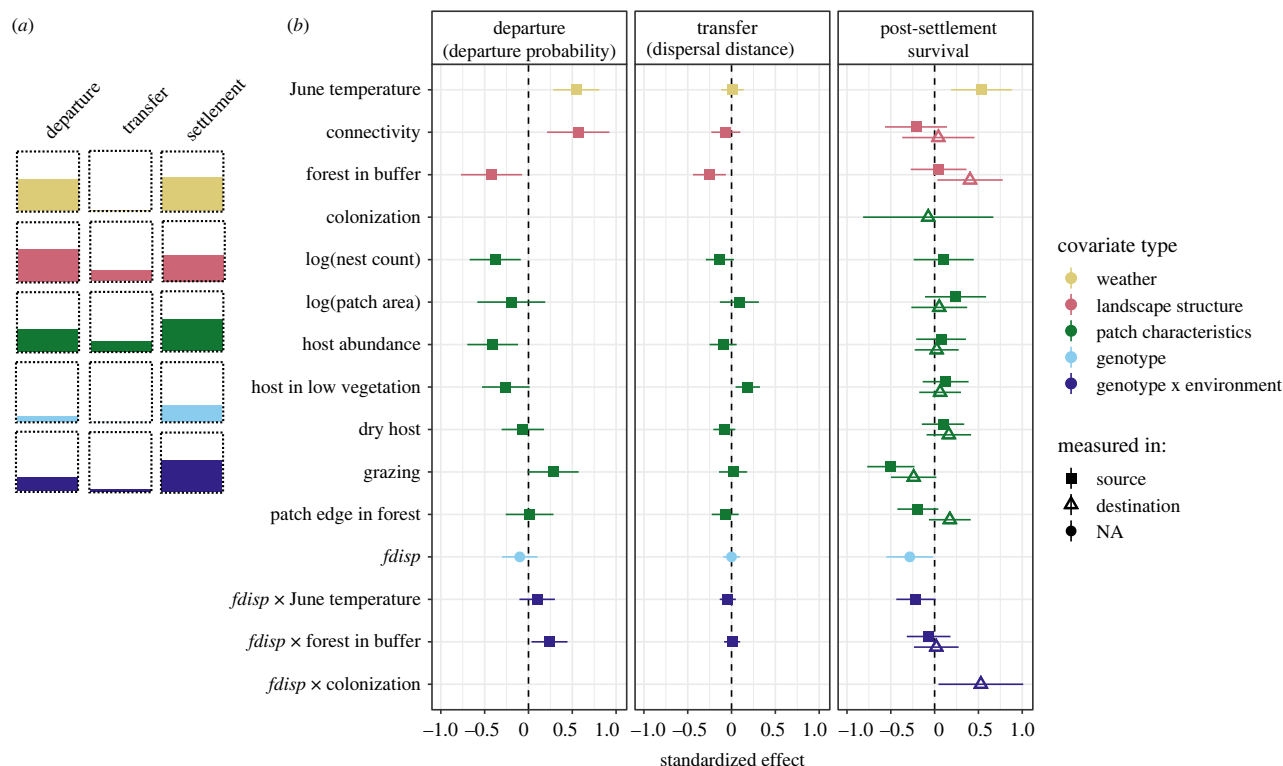 (a)
departure
transfer
settlement
(b)
departure
(departure probability)
transfer
(dispersal distance)
post-settlement
survival
June temperature
connectivity
forest in buffer
colonization
log(nest count)
log(patch area)
host abundance
host in low vegetation
dry host
grazing
patch edge in forest
fdisp
fdisp × June temperature
fdisp × forest in buffer
fdisp × colonization
–1.0 –0.5 0 0.5 1.0
–1.0 –0.5 0 0.5 1.0
–1.0 –0.5 0 0.5 1.0
standardized effect
covariate type
weather
landscape structure
patch characteristics
genotype
genotype x environment
measured in:
source
destination
NA